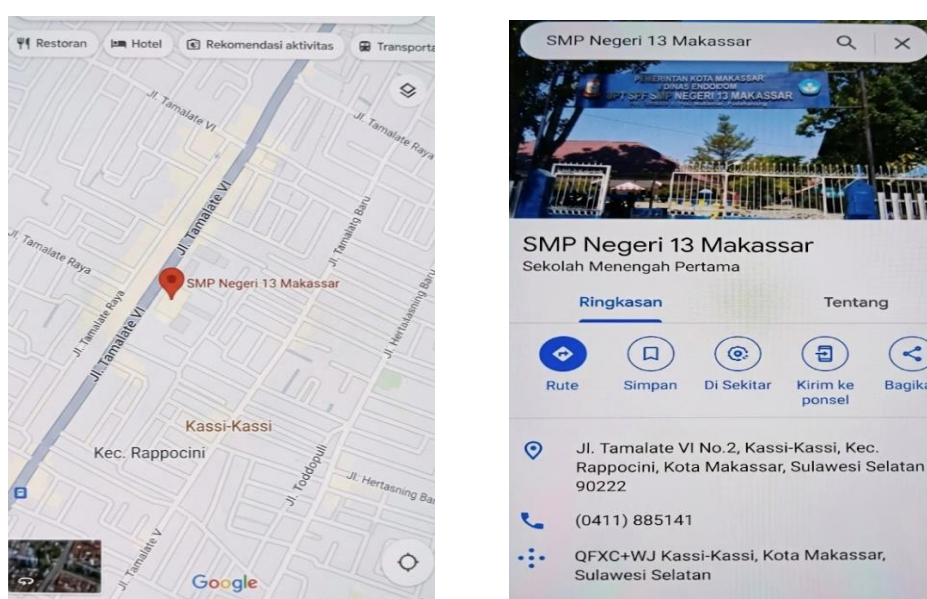 Restoran
Hotel
Rekomendasi aktivitas
Transporta
Jl. Tamalate VI
Jl. Tamalate Raya
Jl. Tamalate VI
Jl. Tamalatg Baru
Jl. Tamalate Raya
SMP Negeri 13 Makassar
Jl. Tamalate Raya
Jl. Tamalate VI
Jl. Hertasning Baru
Kassi-Kassi
Kec. Rappocini
Jl. Toddopuli
Jl. Hertasning Ba
Jl. Tamalate V
Google
SMP Negeri 13 Makassar
PEMERINTAN KOTA MAKASSAR
DINAS ENDODIOM
SMP NEGERI 13 MAKASSAR
SMP Negeri 13 Makassar
Sekolah Menengah Pertama
Ringkasan
Tentang
Rute
Simpan
Di Sekitar
Kirim ke
ponsel
Bagika
Jl. Tamalate VI No.2, Kassi-Kassi, Kec.
Rappocini, Kota Makassar, Sulawesi Selatan
90222
(0411) 885141
QFXC+WJ Kassi-Kassi, Kota Makassar,
Sulawesi Selatan